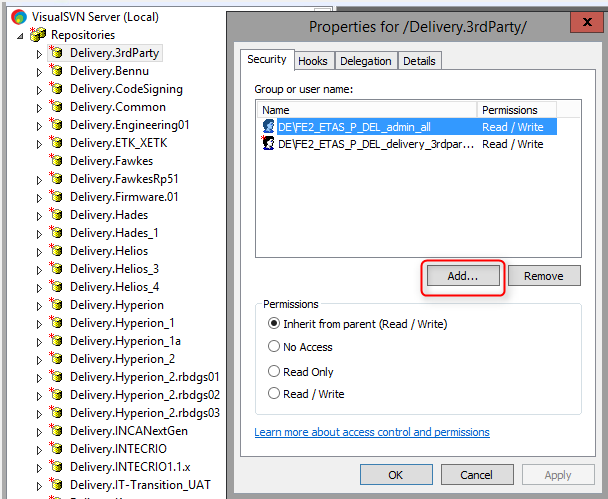 VisualSVN Server (Local)
Repositories
Delivery.3rdParty
Delivery.Bennu
Delivery.CodeSigning
Delivery.Common
Delivery.Engineering01
Delivery.ETK_XETK
Delivery.Fawkes
Delivery.FawkesRp51
Delivery.Firmware.01
Delivery.Hades
Delivery.Hades_1
Delivery.Helios
Delivery.Helios_3
Delivery.Helios_4
Delivery.Hyperion
Delivery.Hyperion_1
Delivery.Hyperion_1a
Delivery.Hyperion_2
Delivery.Hyperion_2.rbdgs01
Delivery.Hyperion_2.rbdgs02
Delivery.Hyperion_2.rbdgs03
Delivery.INCANextGen
Delivery.INTECRIO
Delivery.INTECRIO1.1.x
Delivery.IT-Transition_UAT
Properties for /Delivery.3rdParty/
x
Security Hooks Delegation Details
Group or user name:
Name Permissions
DE\FE2_ETAS_P_DEL_admin_all Read / Write
DE\FE2_ETAS_P_DEL_delivery_3rdpar... Read / Write
Add... Remove
Permissions
Inherit from parent (Read / Write)
No Access
Read Only
Read / Write
Learn more about access control and permissions
OK Cancel Apply